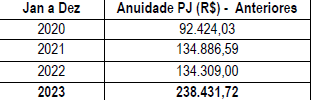 Jan a Dez Anuidade PJ (R$) - Anteriores
2020 92.424,03
2021 134.886,59
2022 134.309,00
2023 238.431,72